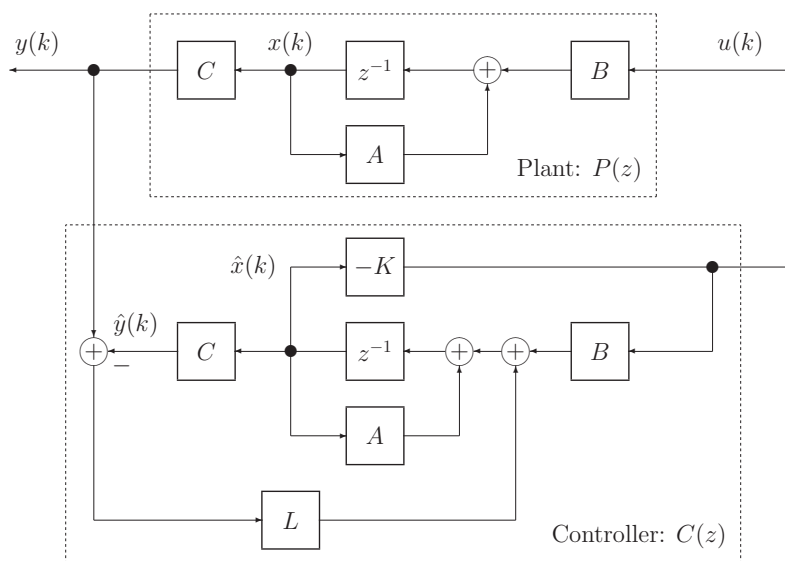 y(k) x(k) u(k)
C z⁻¹ + B
A
Plant: P(z)
x̂(k) −K
ŷ(k)
+ − C z⁻¹ + + B
A
L
Controller: C(z)